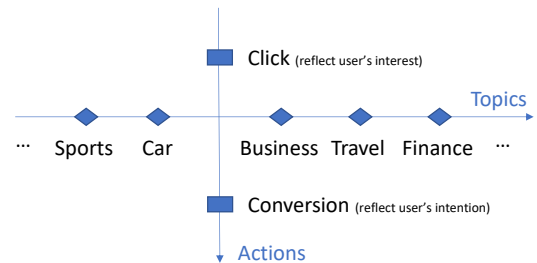 Click (reflect user's interest)
Topics
... Sports Car Business Travel Finance ...
Conversion (reflect user's intention)
Actions